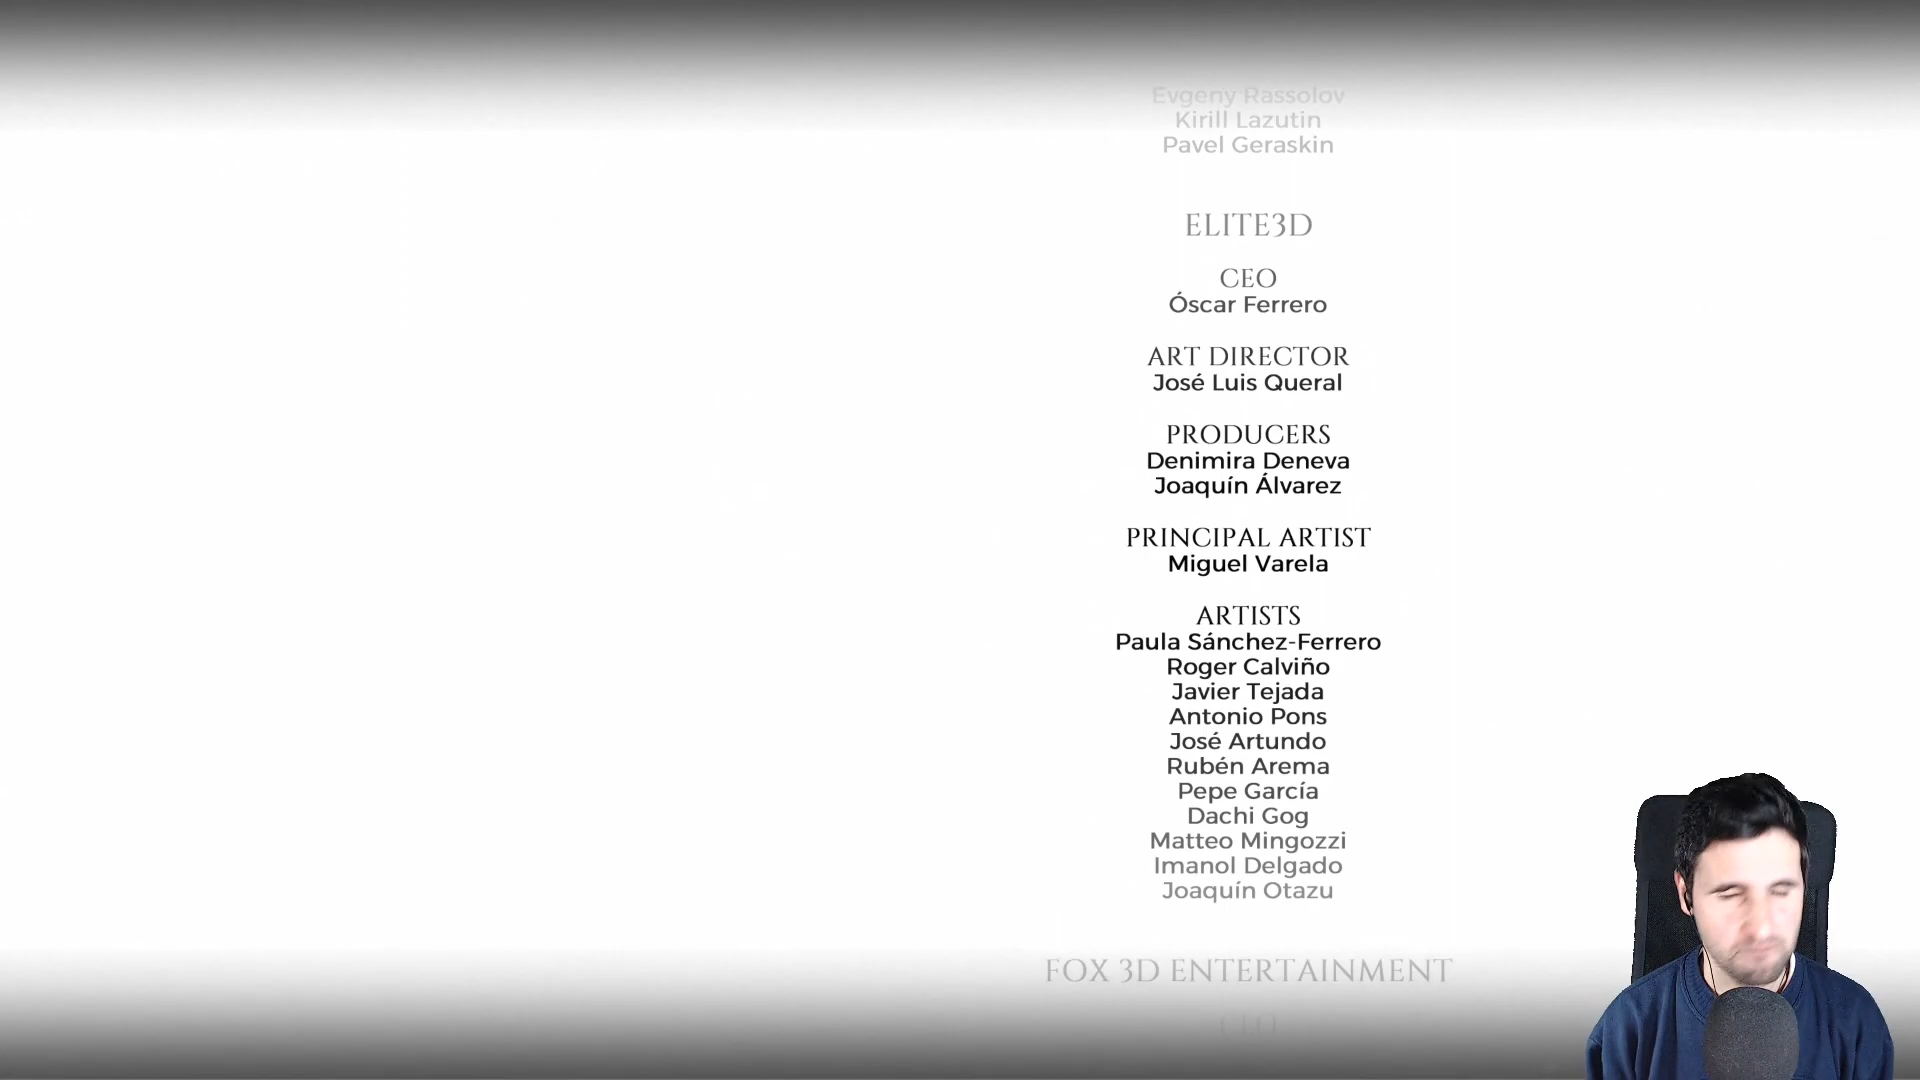 Evgeny Rassolov
Kirill Lazutin
Pavel Geraskin
ELITE3D
CEO
Óscar Ferrero
ART DIRECTOR
José Luis Queral
PRODUCERS
Denimira Deneva
Joaquín Álvarez
PRINCIPAL ARTIST
Miguel Varela
ARTISTS
Paula Sánchez-Ferrero
Roger Calviño
Javier Tejada
Antonio Pons
José Artundo
Rubén Arema
Pepe García
Dachi Gog
Matteo Mingozzi
Imanol Delgado
Joaquín Otazu
FOX 3D ENTERTAINMENT
CEO